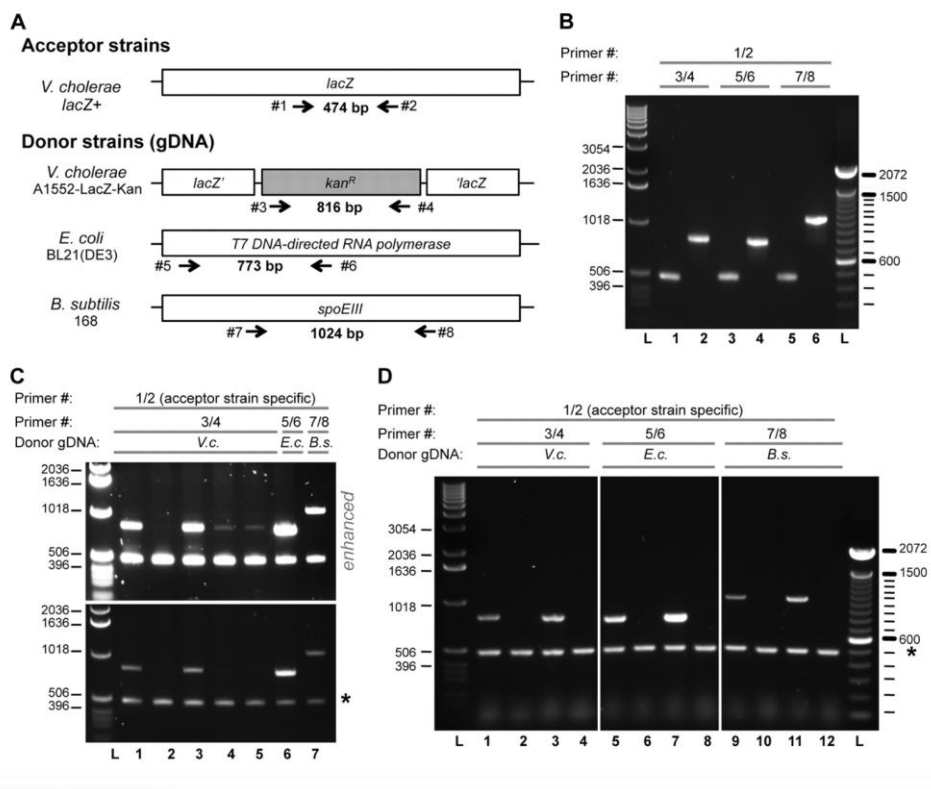 A
Acceptor strains
V. cholerae
lacZ+
lacZ
#1 474 bp #2
Donor strains (gDNA)
V. cholerae
A1552-LacZ-Kan
lacZ' kanR 'lacZ
#3 816 bp #4
E. coli
BL21(DE3)
T7 DNA-directed RNA polymerase
#5 773 bp #6
B. subtilis
168
spoEIII
#7 1024 bp #8
B
Primer #: 1/2
Primer #: 3/4 5/6 7/8
3054
2036
1636
1018
506
396
2072
1500
600
L 1 2 3 4 5 6 L
C
Primer #: 1/2 (acceptor strain specific)
Primer #: 3/4 5/6 7/8
Donor gDNA: V.c. E.c. B.s.
2036
1636
1018
506
396
enhanced
2036
1636
1018
506
396
*
L 1 2 3 4 5 6 7
D
Primer #: 1/2 (acceptor strain specific)
Primer #: 3/4 5/6 7/8
Donor gDNA: V.c. E.c. B.s.
3054
2036
1636
1018
506
396
2072
1500
600
*
L 1 2 3 4 5 6 7 8 9 10 11 12 L